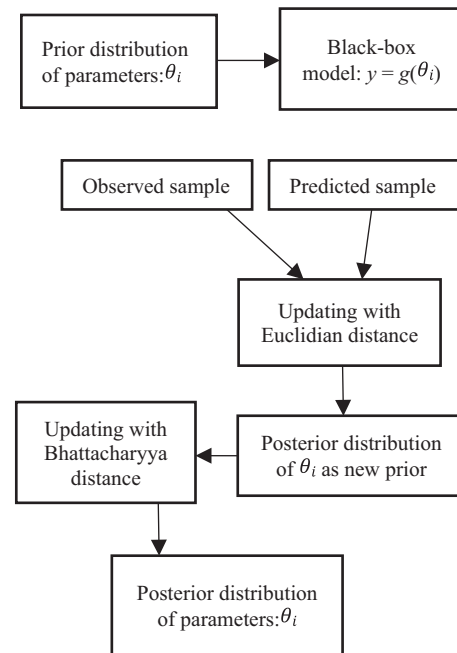 Prior distribution
of parameters:θi
Black-box
model: y = g(θi)
Observed sample
Predicted sample
Updating with
Euclidian distance
Updating with
Bhattacharyya
distance
Posterior distribution
of θi as new prior
Posterior distribution
of parameters:θi